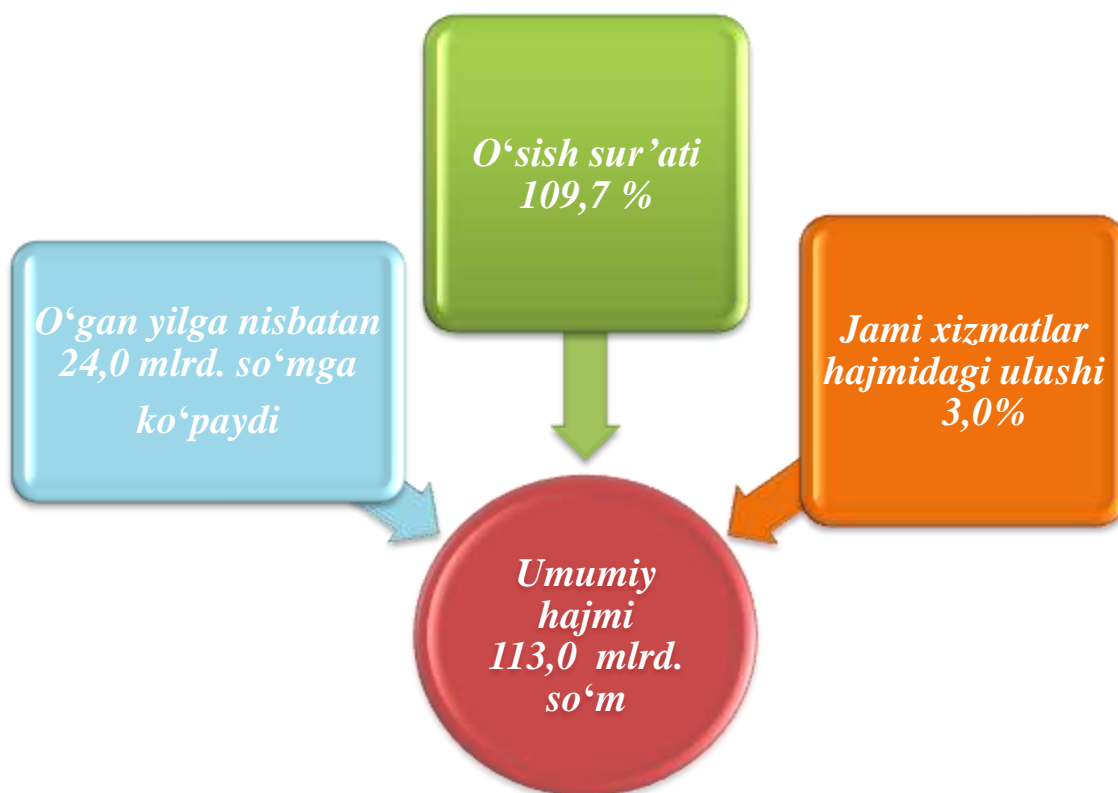 O‘sish sur’ati
109,7 %
O‘gan yilga nisbatan
24,0 mlrd. so‘mga
ko‘paydi
Jami xizmatlar
hajmidagi ulushi
3,0%
Umumiy
hajmi
113,0 mlrd.
so‘m